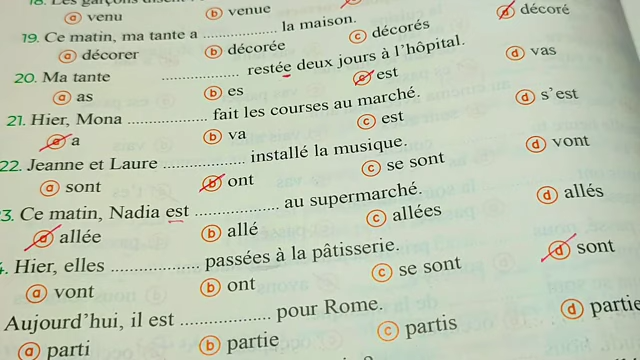 venu
ⓑ venue
19. Ce matin, ma tante a .................. la maison.
ⓐ décorer ⓑ décorée ⓒ décorés ⓓ décoré
20. Ma tante .................. restée deux jours à l'hôpital.
ⓐ as ⓑ es ⓒ est ⓓ vas
21. Hier, Mona .................. fait les courses au marché.
ⓐ a ⓑ va ⓒ est ⓓ s'est
22. Jeanne et Laure .................. installé la musique.
ⓐ sont ⓑ ont ⓒ se sont ⓓ vont
3. Ce matin, Nadia est .................. au supermarché.
ⓐ allée ⓑ allé ⓒ allées ⓓ allés
. Hier, elles .................. passées à la pâtisserie.
ⓐ vont ⓑ ont ⓒ se sont ⓓ sont
Aujourd'hui, il est .................. pour Rome.
ⓐ parti ⓑ partie ⓒ partis ⓓ partie